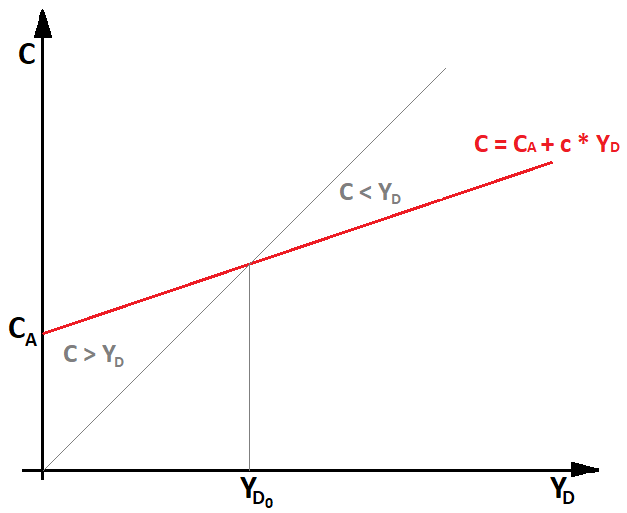 C
C = CA + c * YD
C < YD
CA
C > YD
YD0
YD